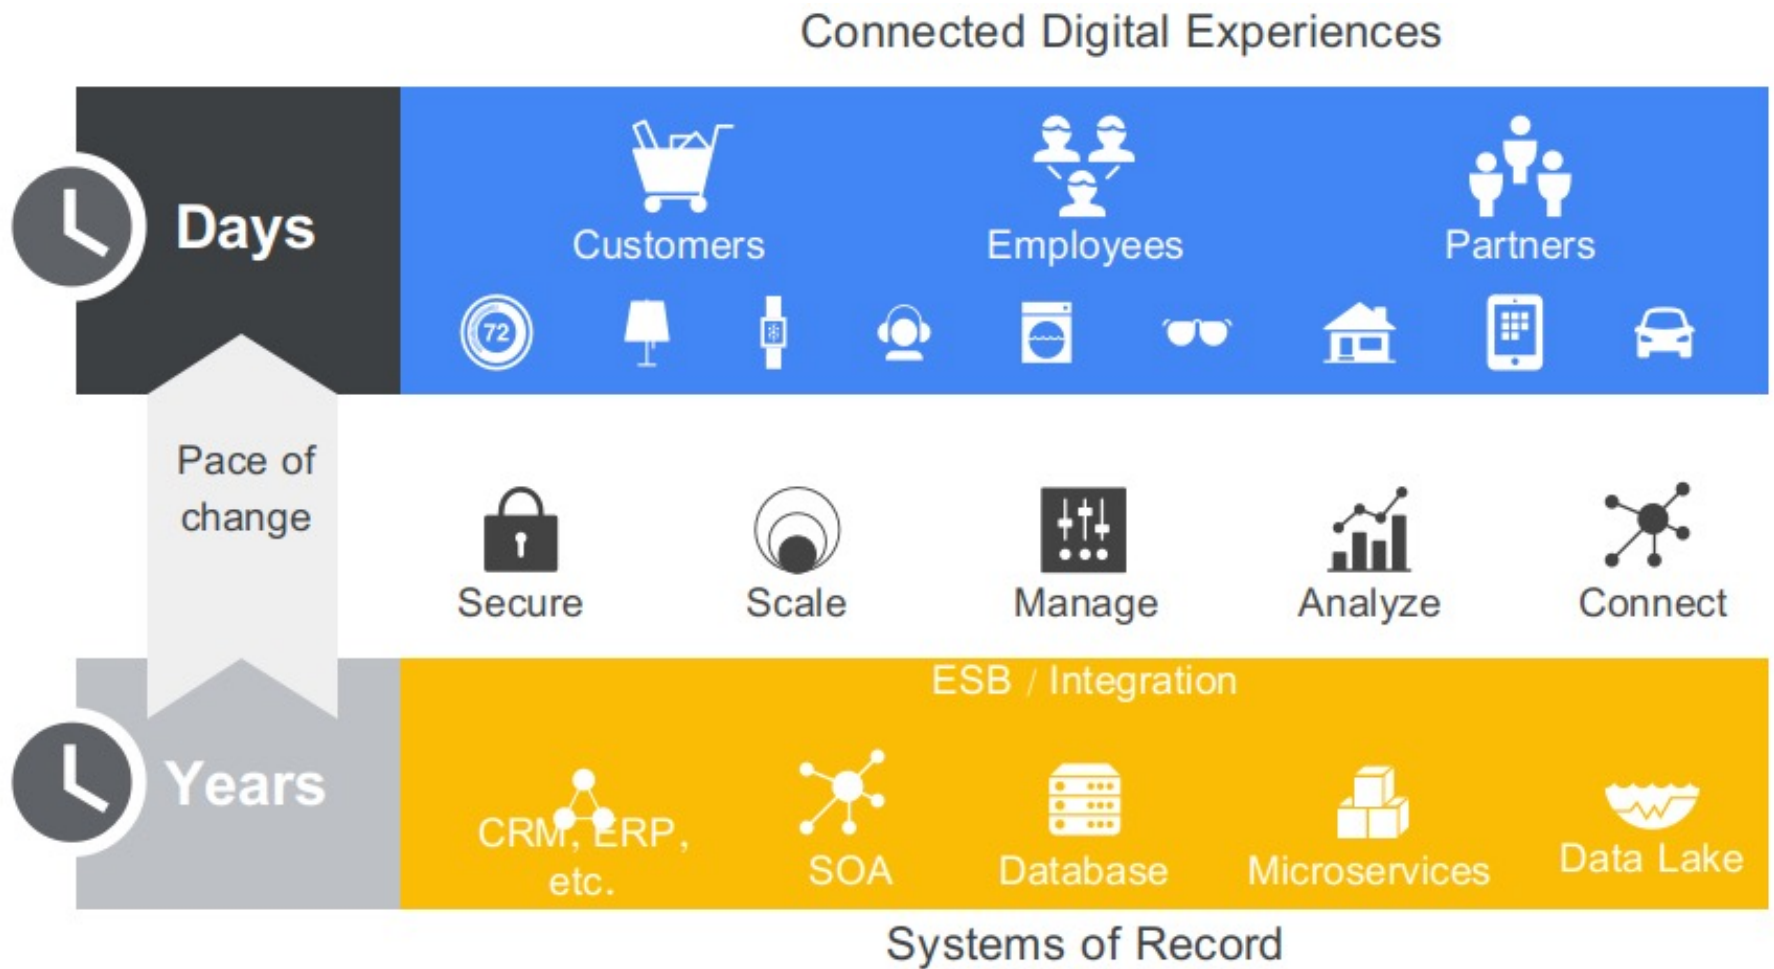 Connected Digital Experiences
Days
Customers
Employees
Partners
72
Pace of
change
Secure
Scale
Manage
Analyze
Connect
ESB / Integration
Years
CRM, ERP,
etc.
SOA
Database
Microservices
Data Lake
Systems of Record